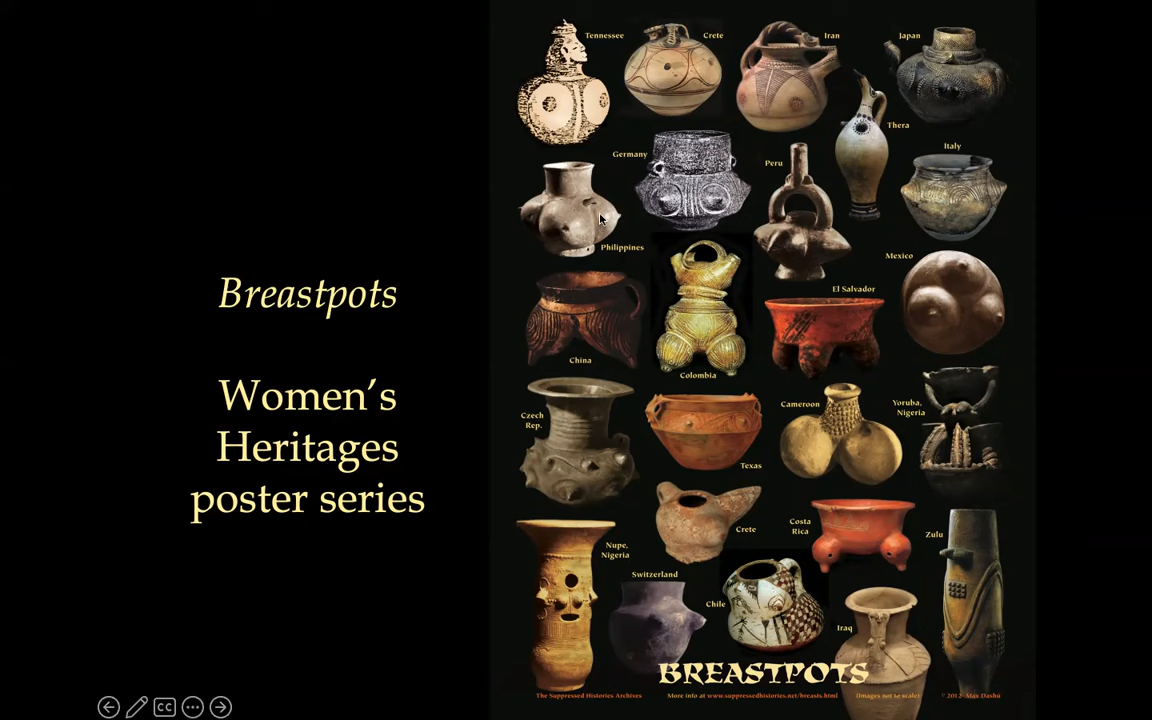 Breastpots
Women's
Heritages
poster series
Tennessee
Crete
Iran
Japan
Thera
Germany
Peru
Italy
Philippines
Mexico
El Salvador
China
Colombia
Czech
Rep.
Cameroon
Yoruba,
Nigeria
Texas
Crete
Costa
Rica
Zulu
Nupe,
Nigeria
Switzerland
Chile
Iraq
BREASTPOTS
The Suppressed Histories Archives
More info at www.suppressedhistories.net/breasts.html
(Images not to scale)
© 2012 Max Dashú
CC